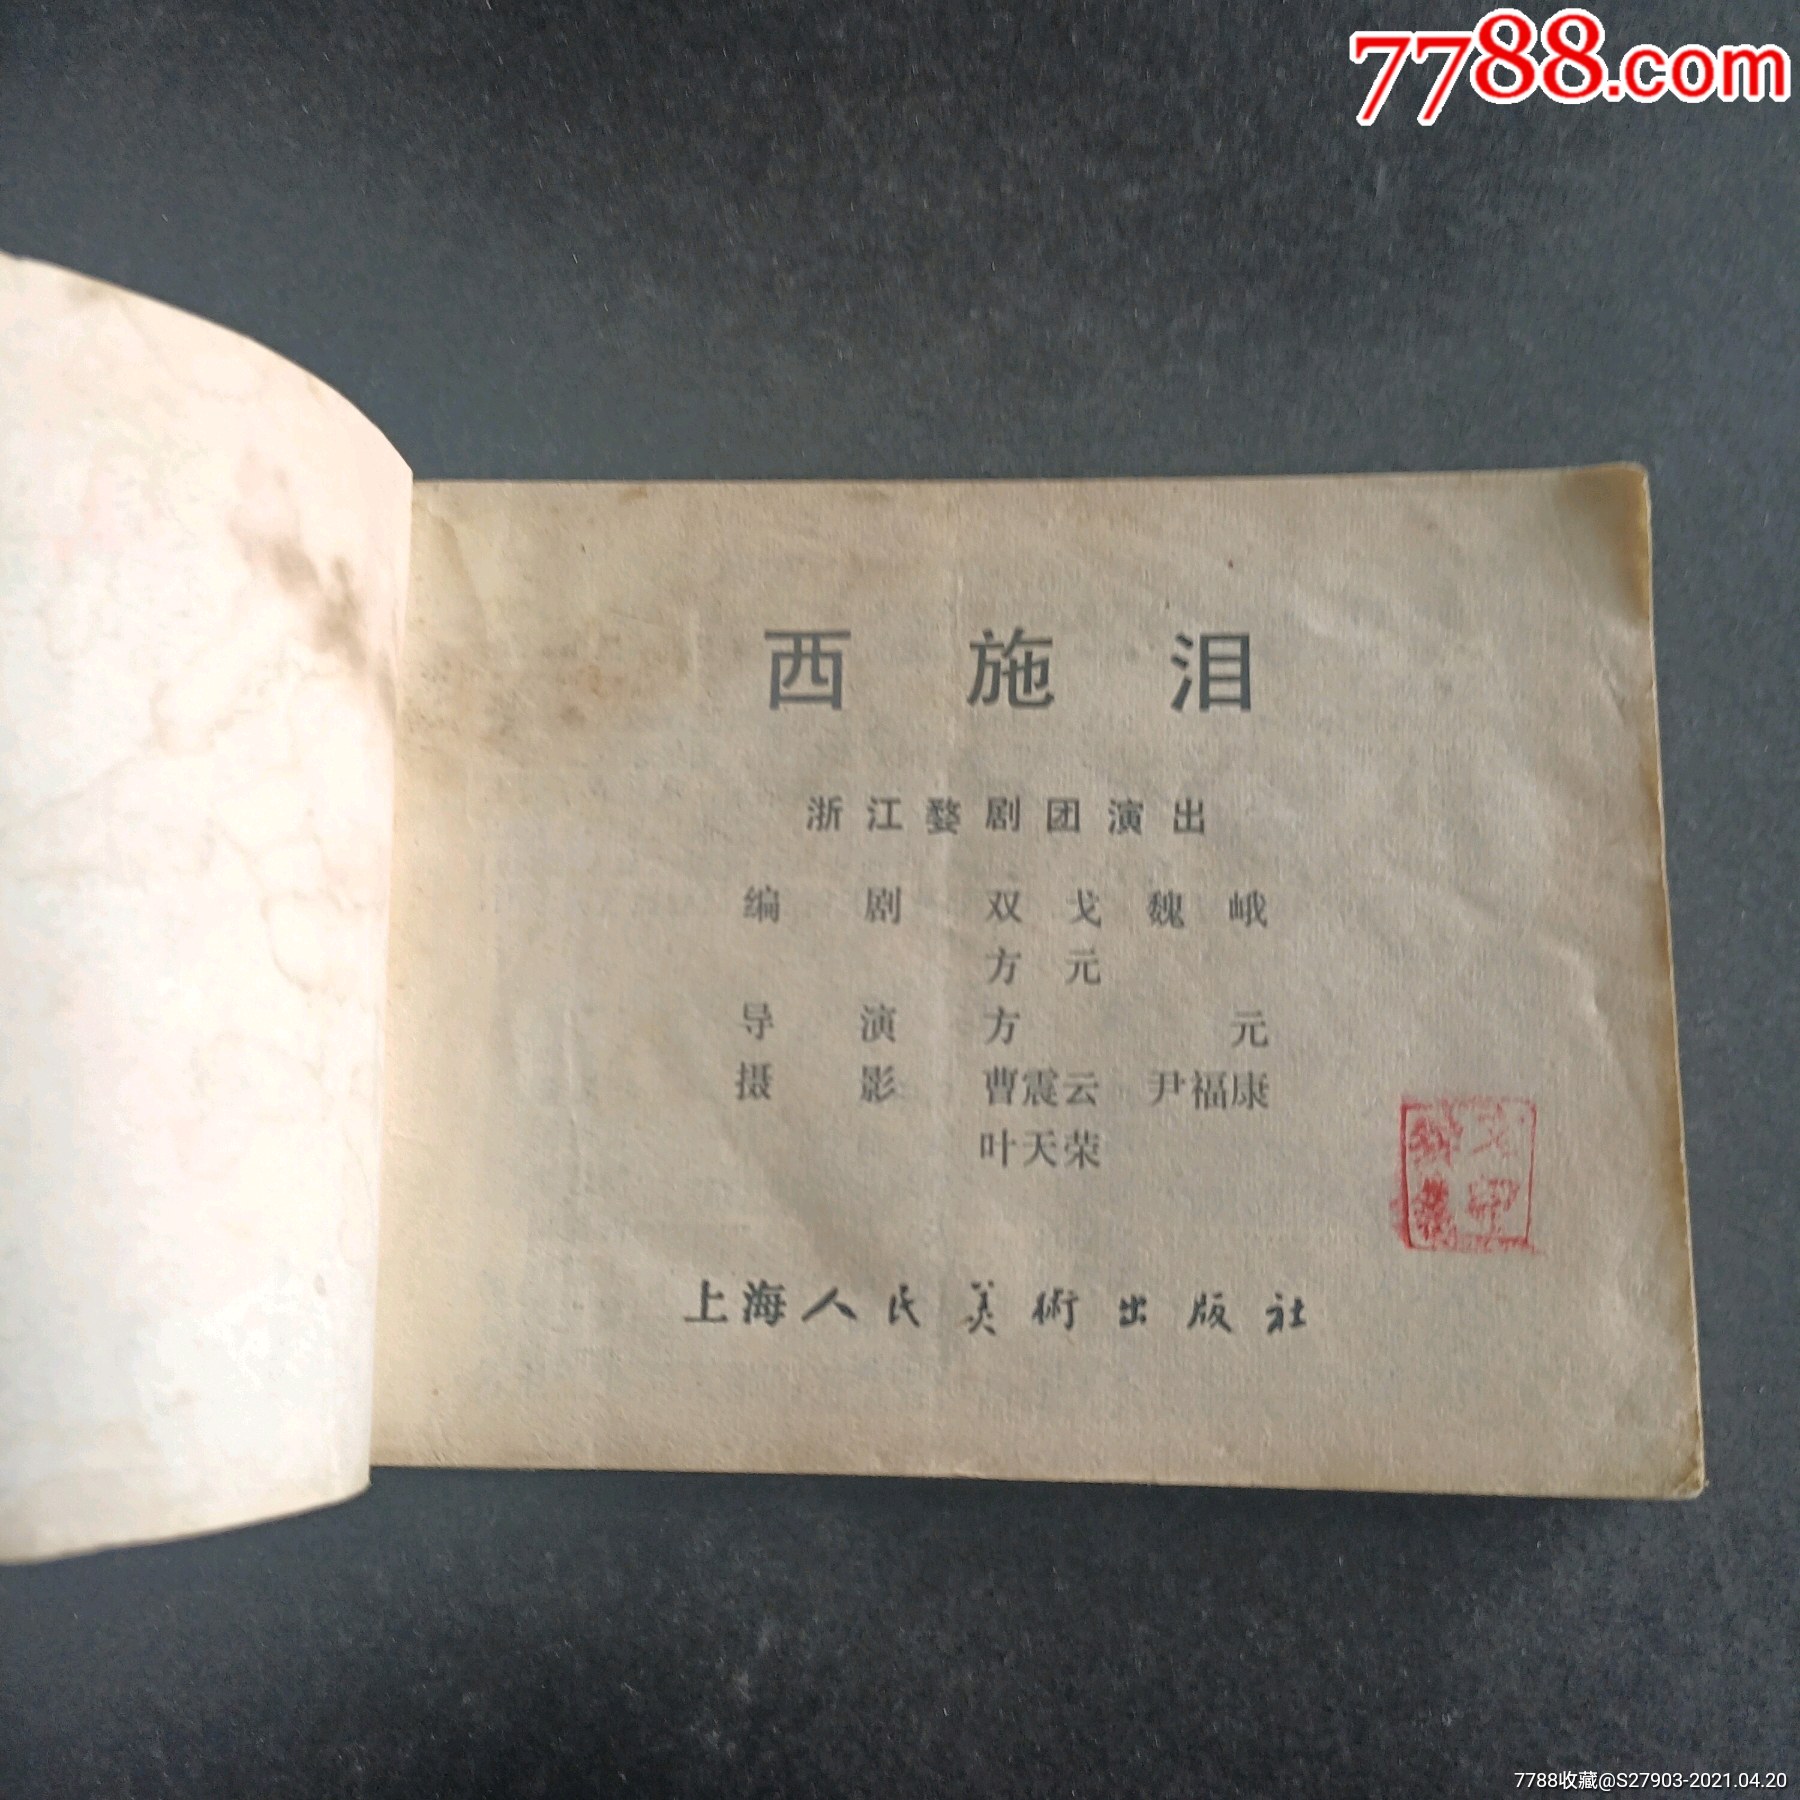 7788.com
西施泪
浙江婺剧团演出
编剧 双戈 魏峨
方元
导演 方元
摄影 曹震云 尹福康
叶天荣
上海人民美術出版社
7788收藏@S27903-2021.04.20